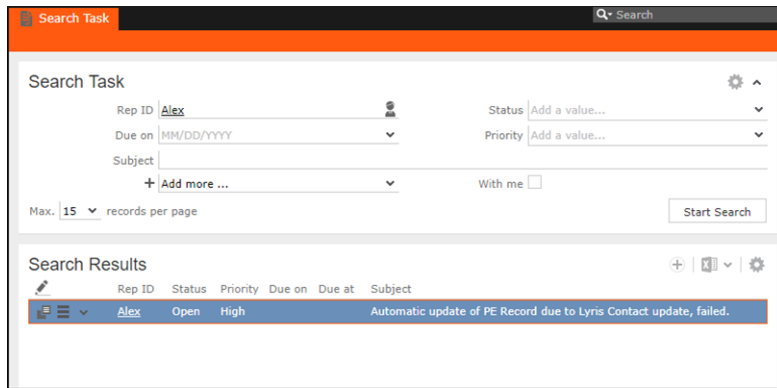 Search Task
Search
Search Task
Rep ID Alex
Status Add a value...
Due on MM/DD/YYYY
Priority Add a value...
Subject
+ Add more ...
With me
Max. 15 records per page
Start Search
Search Results
Rep ID Status Priority Due on Due at Subject
Alex Open High Automatic update of PE Record due to Lyris Contact update, failed.